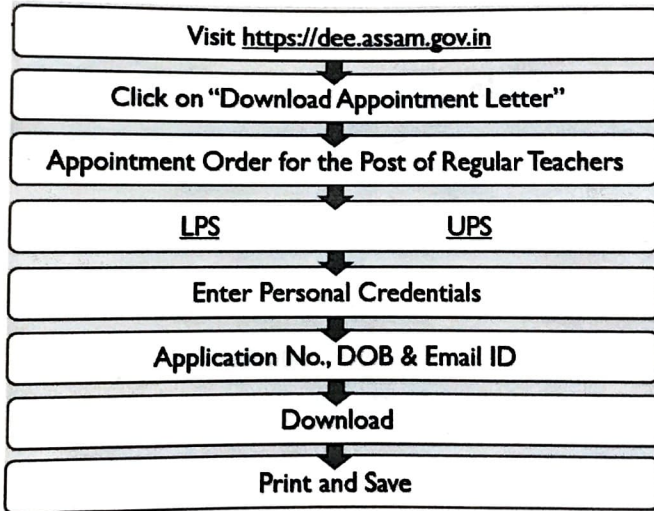 Visit https://dee.assam.gov.in
Click on “Download Appointment Letter”
Appointment Order for the Post of Regular Teachers
LPS UPS
Enter Personal Credentials
Application No., DOB & Email ID
Download
Print and Save